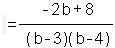 = -2b+8 / (b-3)(b-4)